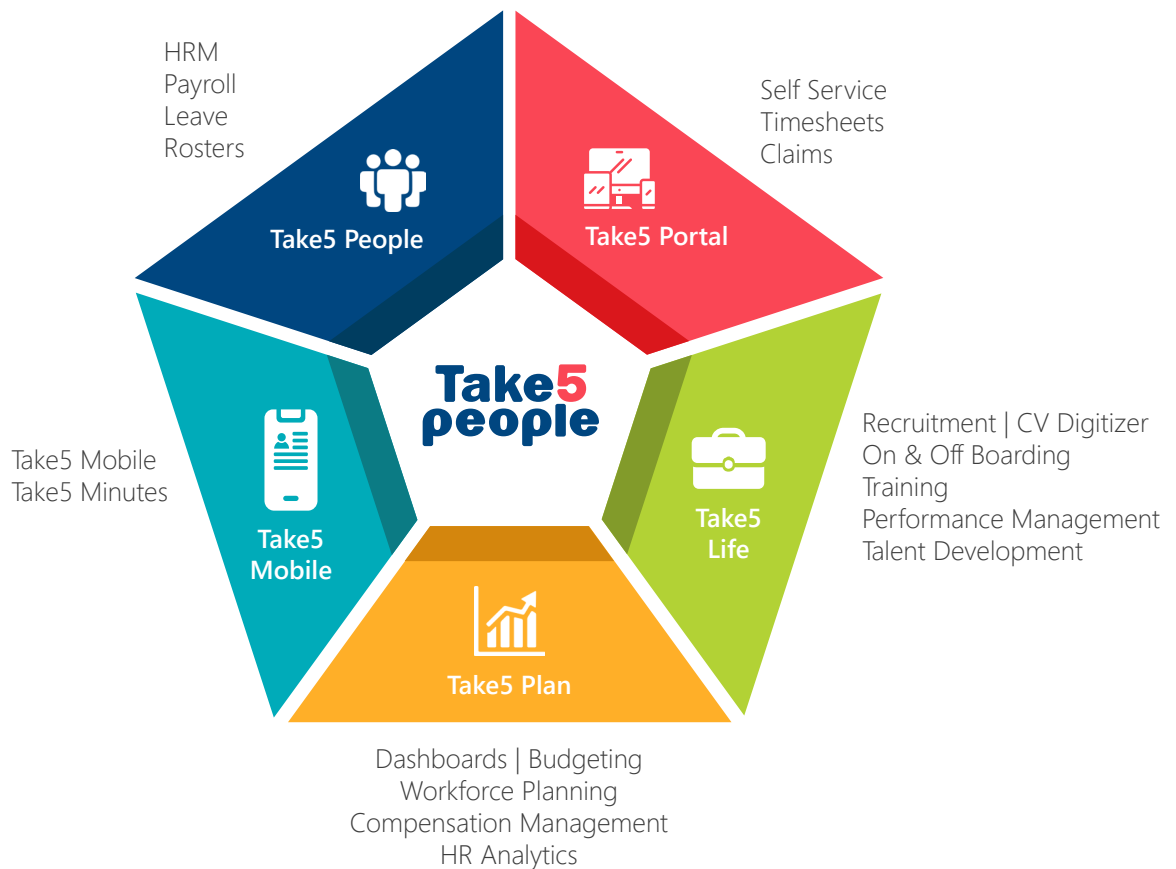 HRM
Payroll
Leave
Rosters
Take5 People
Self Service
Timesheets
Claims
Take5 Portal
Take5
people
Recruitment | CV Digitizer
On & Off Boarding
Training
Performance Management
Talent Development
Take5
Life
Take5 Mobile
Take5 Minutes
Take5
Mobile
Take5 Plan
Dashboards | Budgeting
Workforce Planning
Compensation Management
HR Analytics